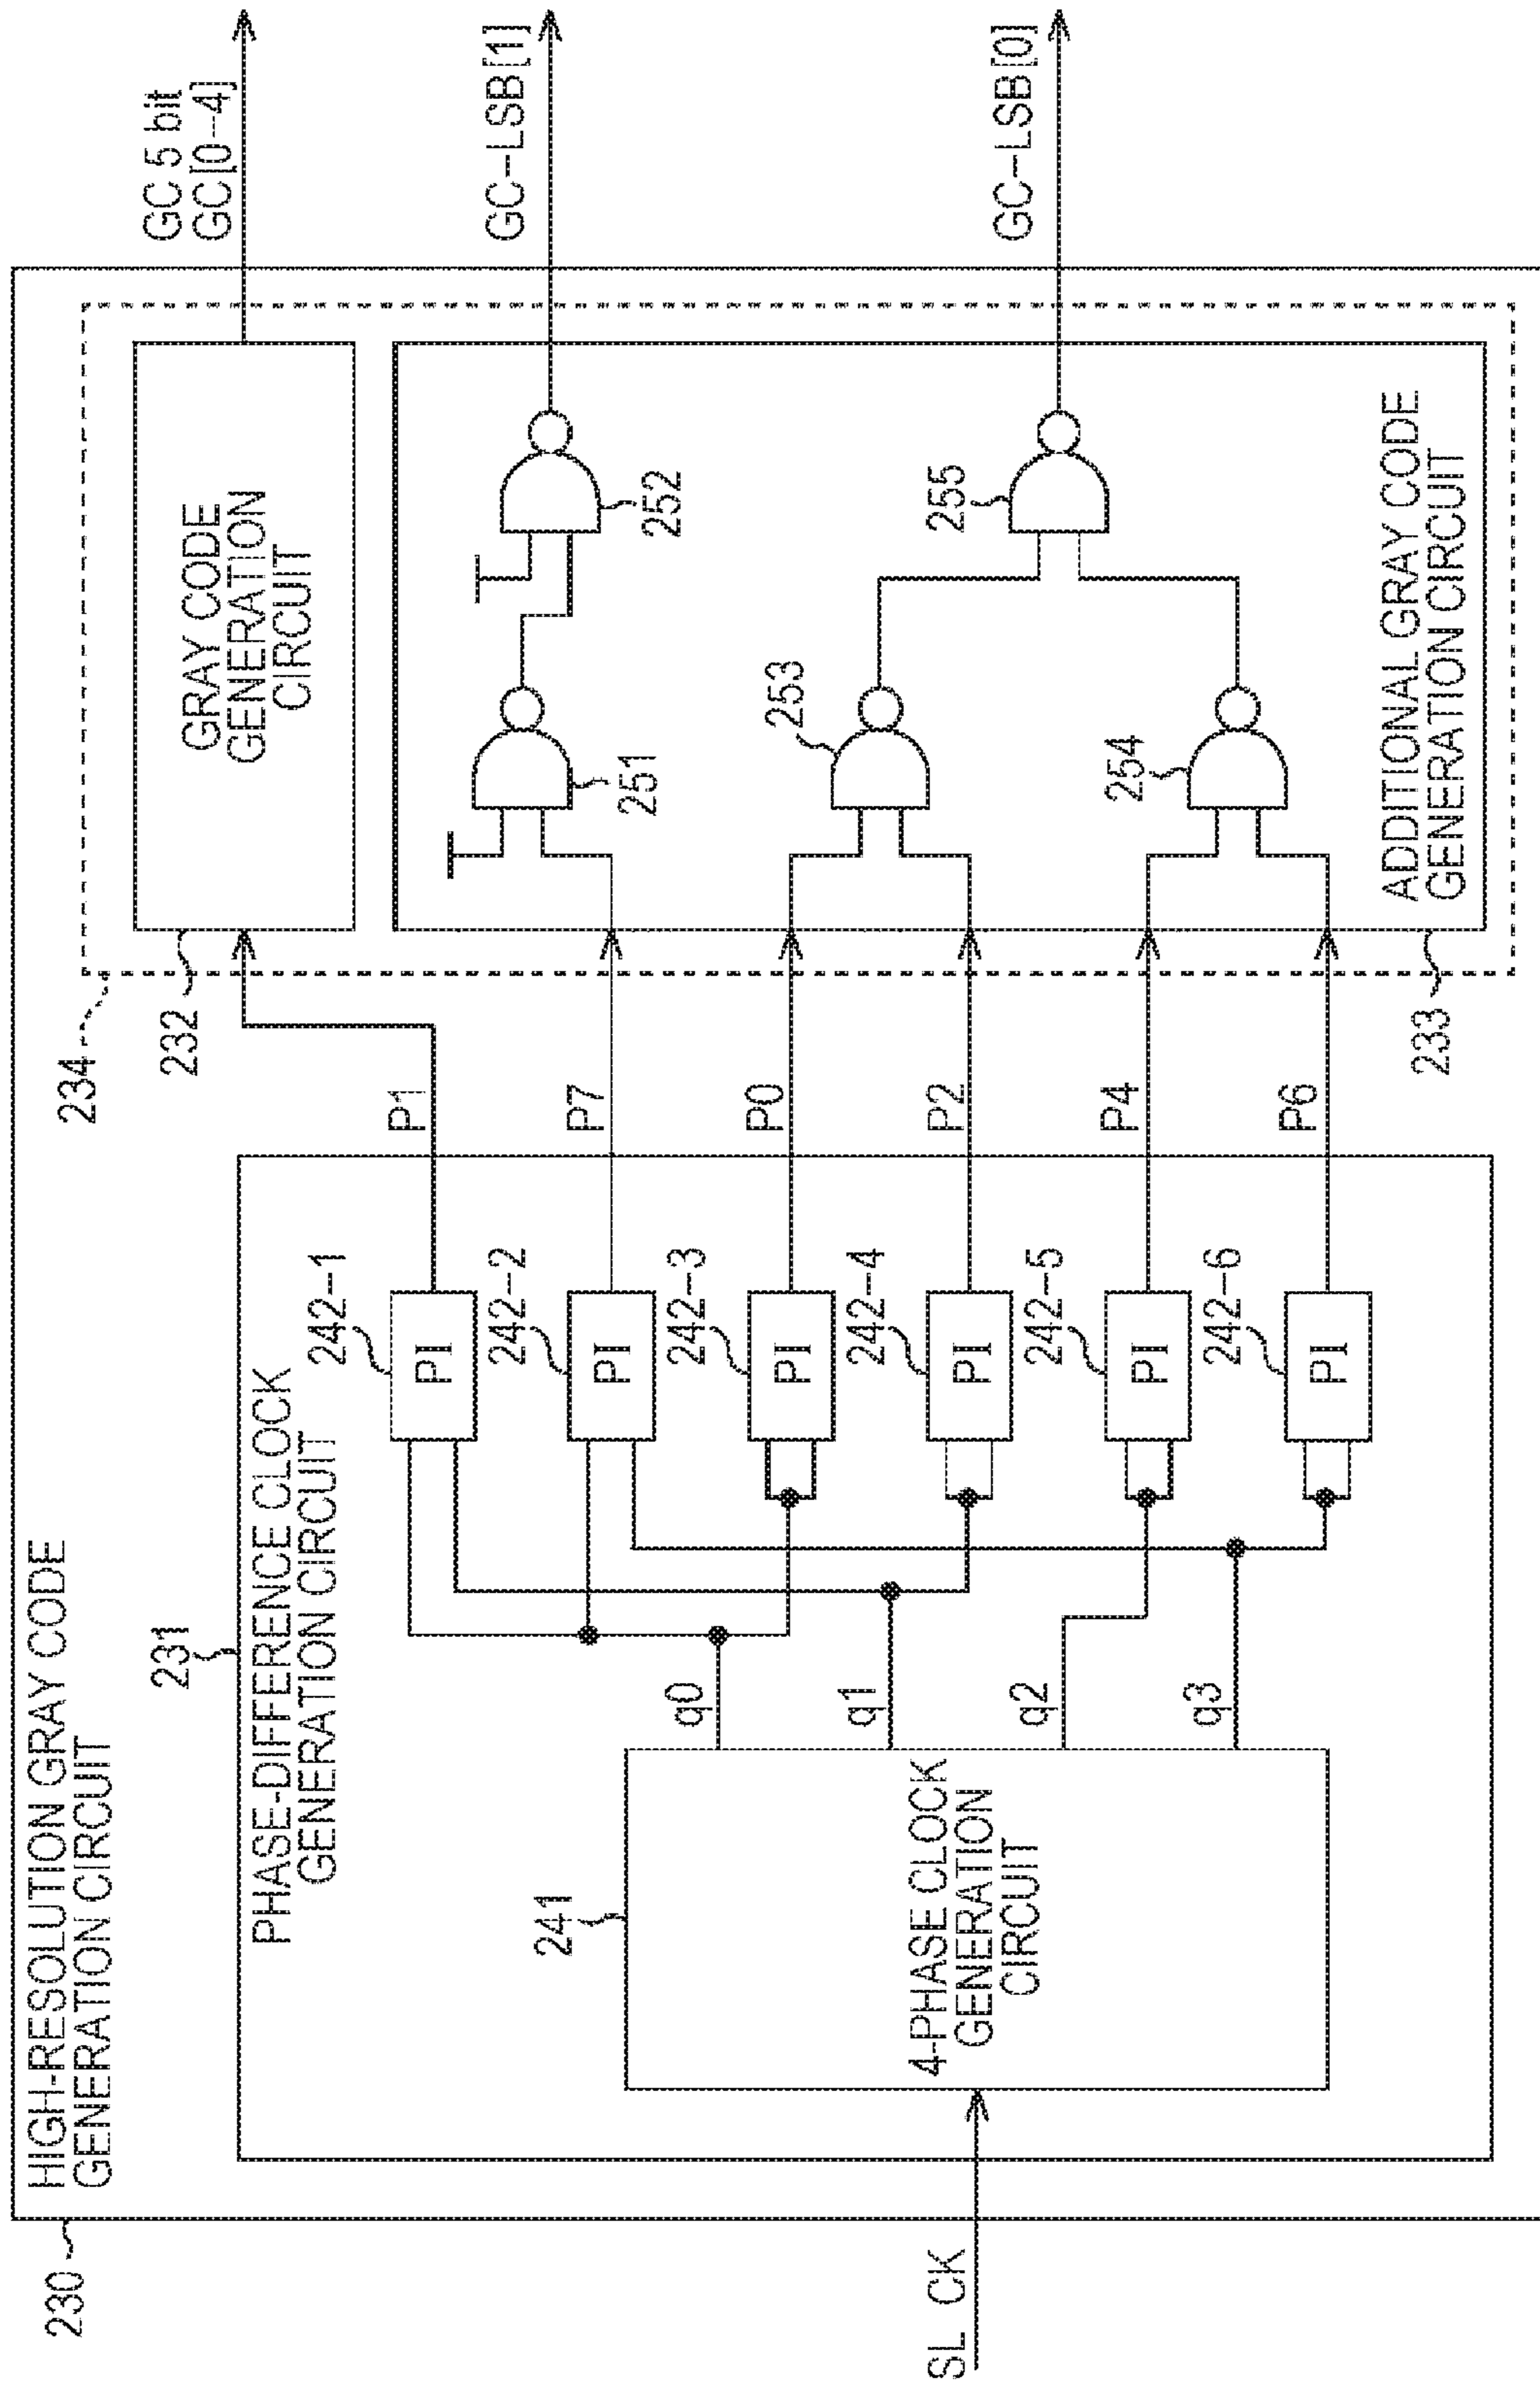 HIGH-RESOLUTION GRAY CODE
GENERATION CIRCUIT
230
SL CK
231
PHASE-DIFFERENCE CLOCK
GENERATION CIRCUIT
241
4-PHASE CLOCK
GENERATION
CIRCUIT
q0
q1
q2
q3
242-1
PI
242-2
PI
242-3
PI
242-4
PI
242-5
PI
242-6
PI
P1
P7
P0
P2
P4
P6
234
232
GRAY CODE
GENERATION
CIRCUIT
233
251
252
253
254
255
ADDITIONAL GRAY CODE
GENERATION CIRCUIT
GC 5 bit
GC[0-4]
GC-LSB[1]
GC-LSB[0]